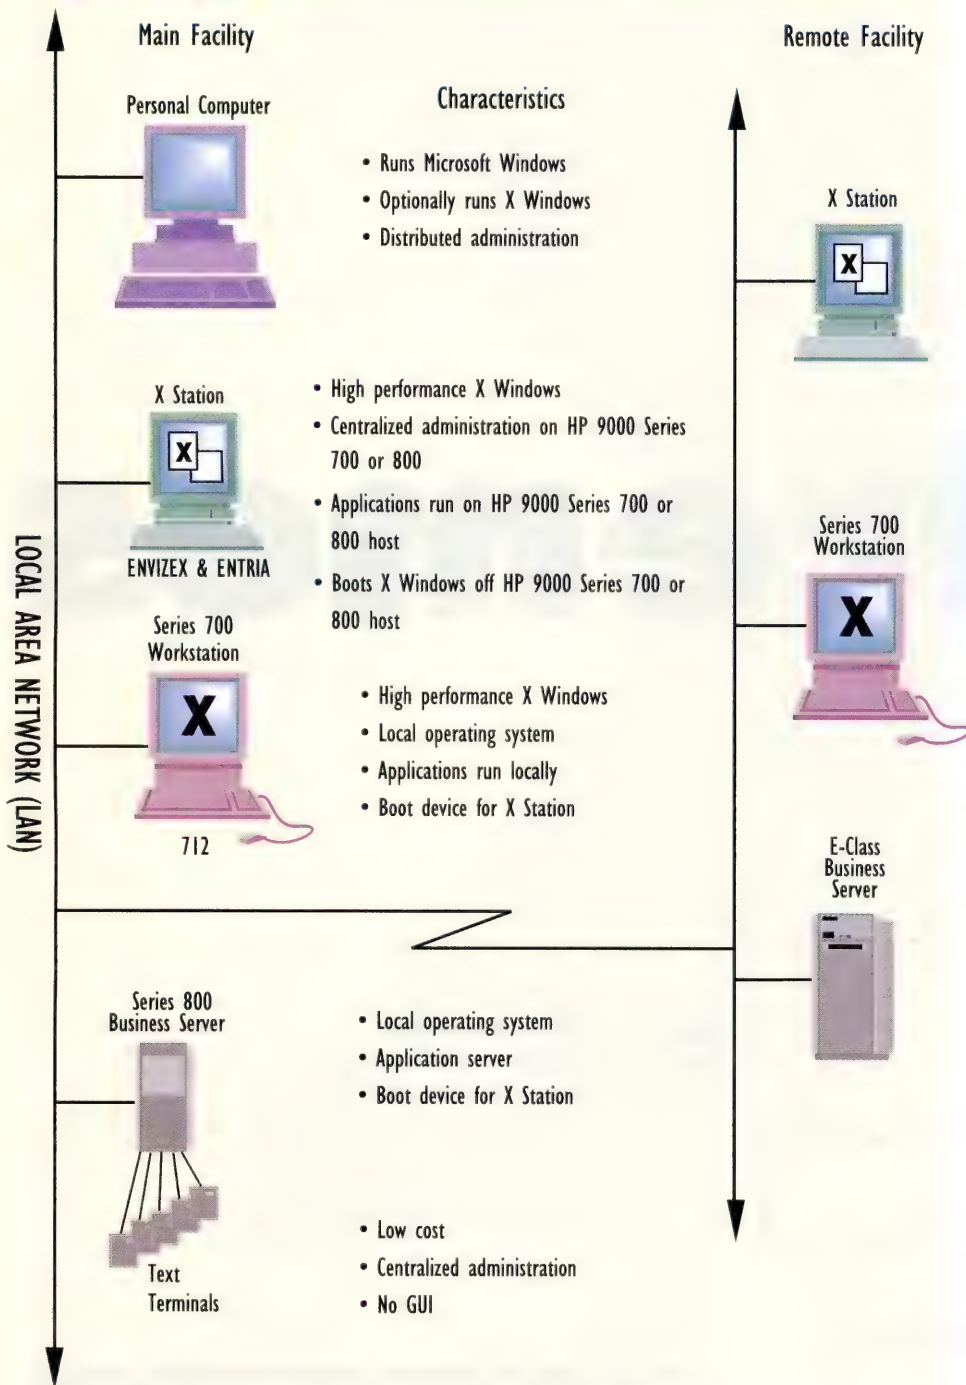 Main Facility
Remote Facility
Characteristics
Personal Computer
• Runs Microsoft Windows
• Optionally runs X Windows
• Distributed administration
X Station
X
X Station
X
ENVIZEX & ENTRIA
• High performance X Windows
• Centralized administration on HP 9000 Series
700 or 800
• Applications run on HP 9000 Series 700 or
800 host
• Boots X Windows off HP 9000 Series 700 or
800 host
Series 700
Workstation
X
LOCAL AREA NETWORK (LAN)
Series 700
Workstation
X
712
• High performance X Windows
• Local operating system
• Applications run locally
• Boot device for X Station
E-Class
Business
Server
Series 800
Business Server
• Local operating system
• Application server
• Boot device for X Station
Text
Terminals
• Low cost
• Centralized administration
• No GUI